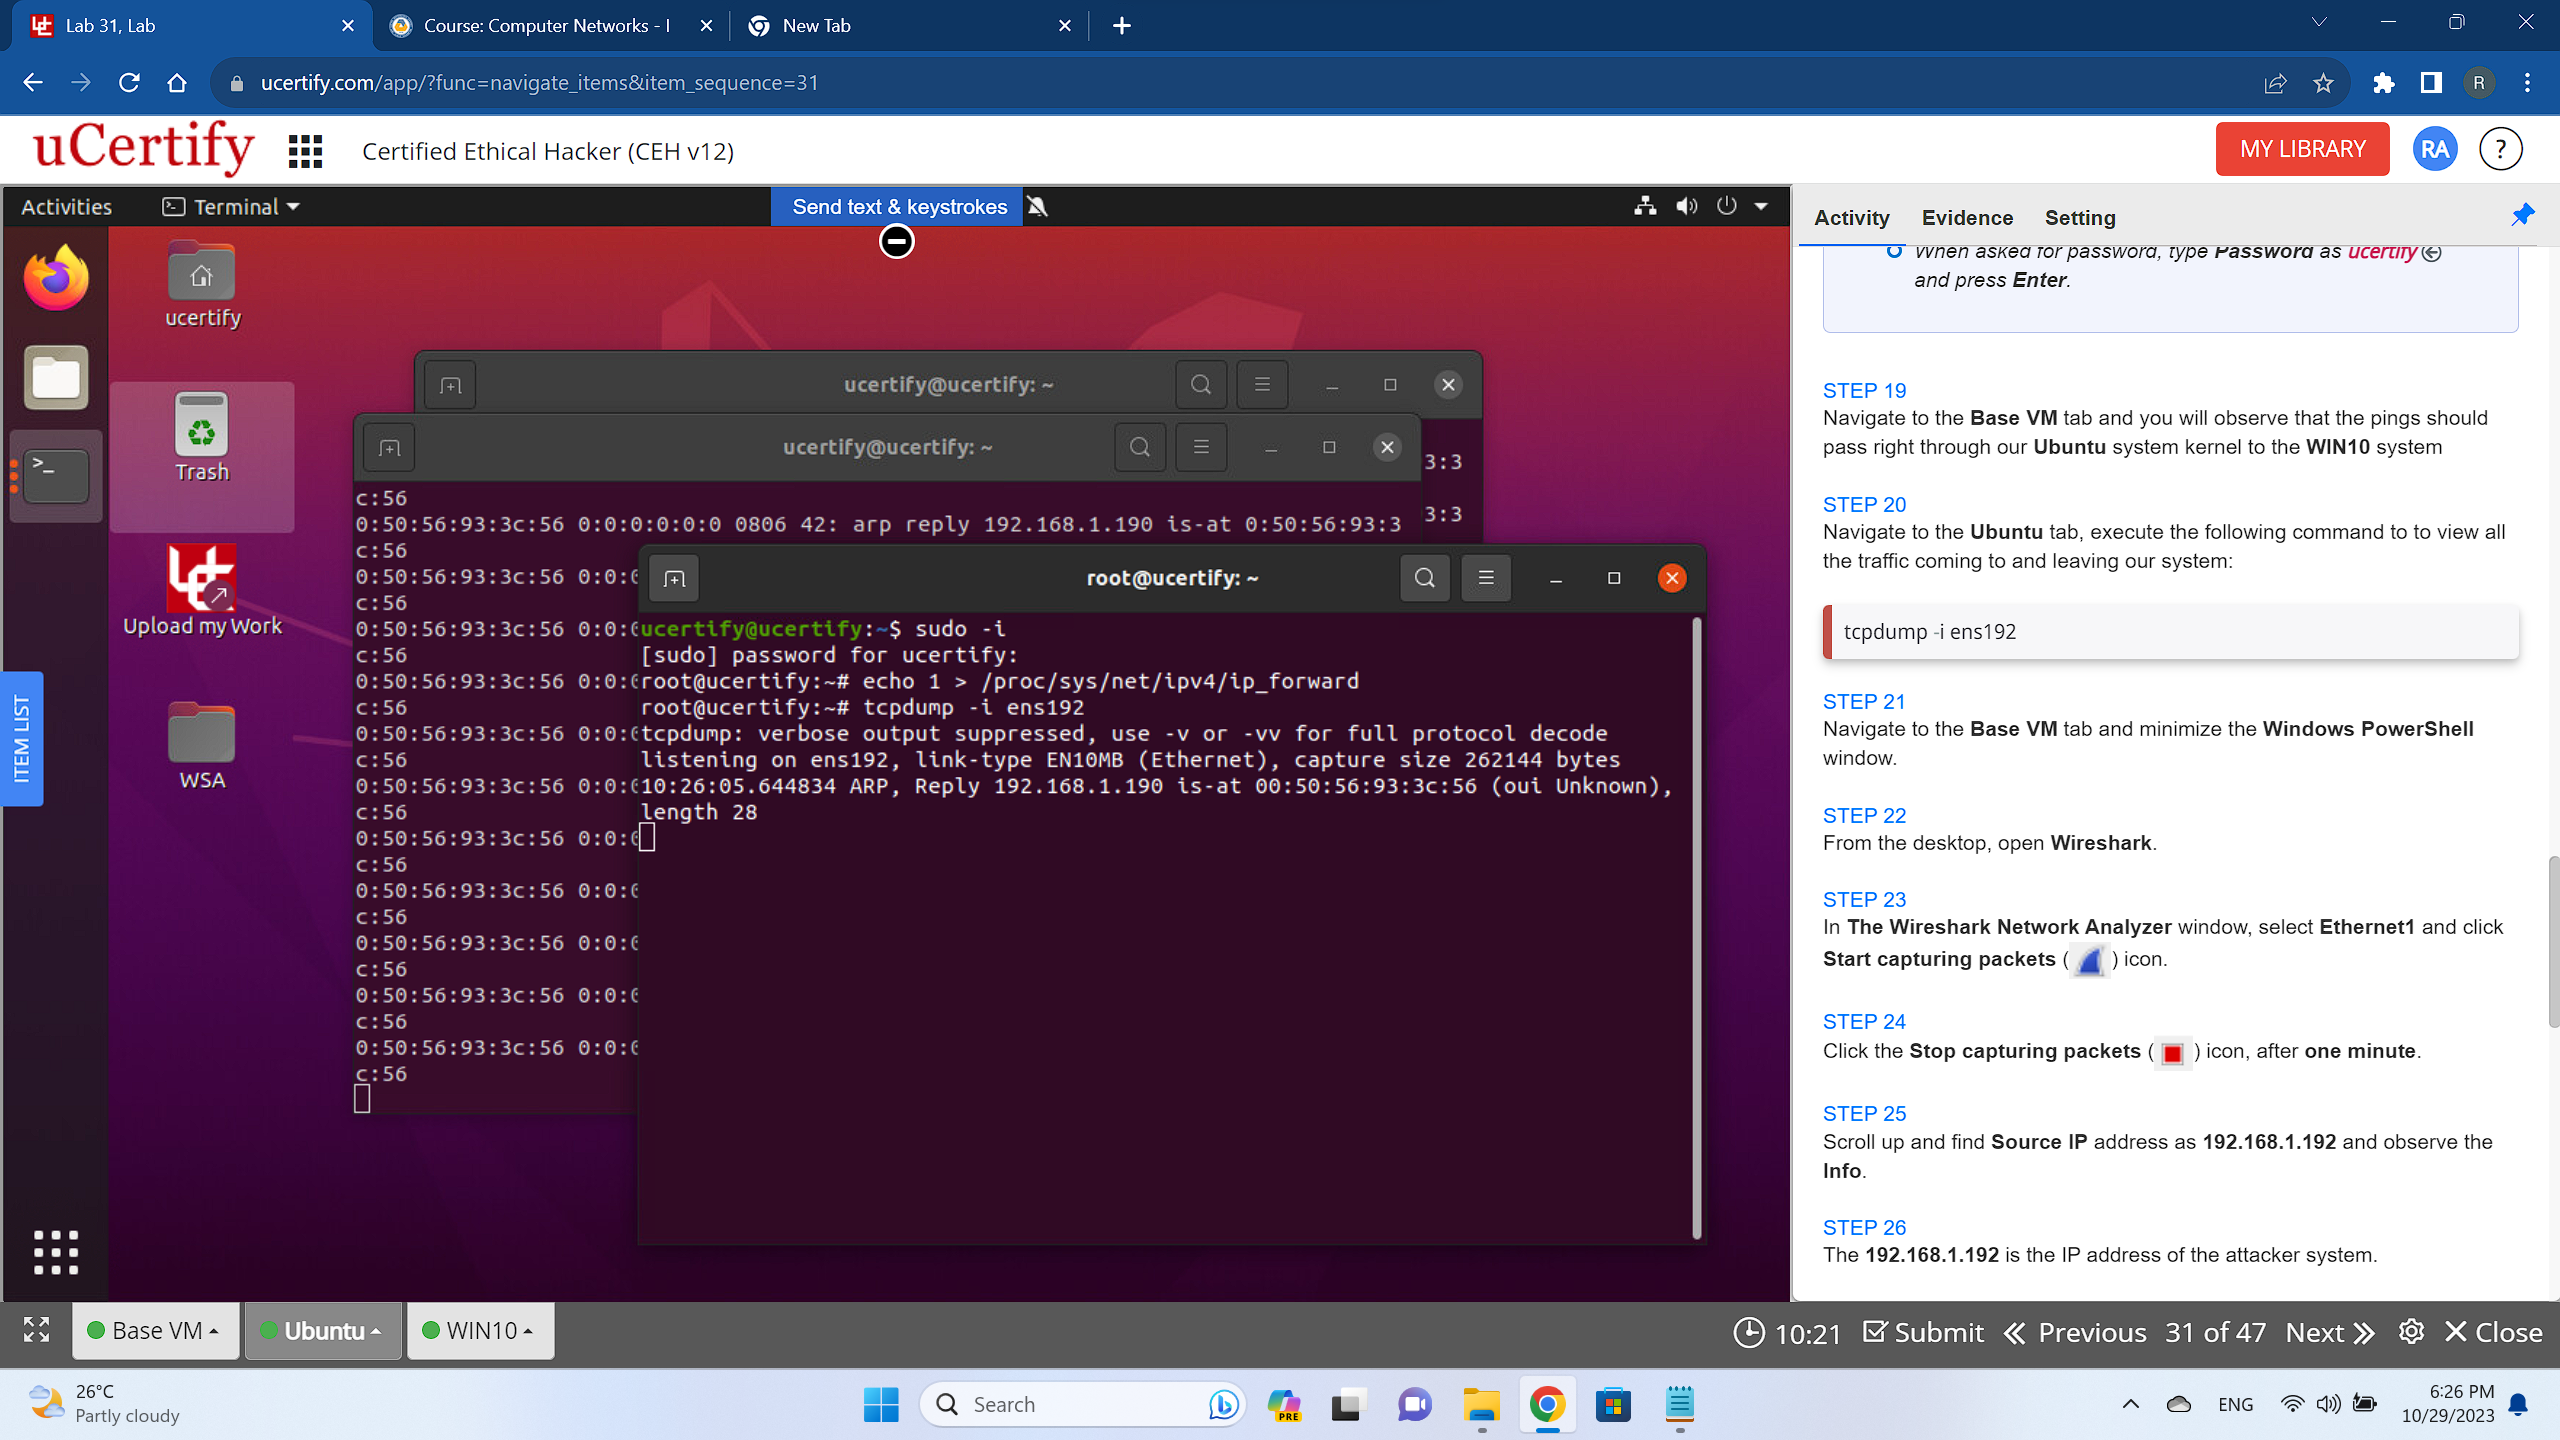 Lab 31, Lab
Course: Computer Networks - I
New Tab
ucertify.com/app/?func=navigate_items&item_sequence=31
R
uCertify
Certified Ethical Hacker (CEH v12)
MY LIBRARY
RA
?
Activities
Terminal
Send text & keystrokes
Activity
Evidence
Setting
ucertify
Trash
Upload my Work
WSA
ITEM LIST
ucertify@ucertify: ~
3:3
3:3
ucertify@ucertify: ~
c:56
0:50:56:93:3c:56 0:0:0:0:0:0 0806 42: arp reply 192.168.1.190 is-at 0:50:56:93:3
c:56
0:50:56:93:3c:56 0:0:0
c:56
0:50:56:93:3c:56 0:0:0
c:56
0:50:56:93:3c:56 0:0:0
c:56
0:50:56:93:3c:56 0:0:0
c:56
0:50:56:93:3c:56 0:0:0
c:56
0:50:56:93:3c:56 0:0:0
c:56
0:50:56:93:3c:56 0:0:0
c:56
0:50:56:93:3c:56 0:0:0
c:56
0:50:56:93:3c:56 0:0:0
c:56
0:50:56:93:3c:56 0:0:0
c:56
root@ucertify: ~
ucertify@ucertify:~$ sudo -i
[sudo] password for ucertify:
root@ucertify:~# echo 1 > /proc/sys/net/ipv4/ip_forward
root@ucertify:~# tcpdump -i ens192
tcpdump: verbose output suppressed, use -v or -vv for full protocol decode
listening on ens192, link-type EN10MB (Ethernet), capture size 262144 bytes
10:26:05.644834 ARP, Reply 192.168.1.190 is-at 00:50:56:93:3c:56 (oui Unknown),
length 28
When asked for password, type Password as ucertify
and press Enter.
STEP 19
Navigate to the Base VM tab and you will observe that the pings should
pass right through our Ubuntu system kernel to the WIN10 system
STEP 20
Navigate to the Ubuntu tab, execute the following command to to view all
the traffic coming to and leaving our system:
tcpdump -i ens192
STEP 21
Navigate to the Base VM tab and minimize the Windows PowerShell
window.
STEP 22
From the desktop, open Wireshark.
STEP 23
In The Wireshark Network Analyzer window, select Ethernet1 and click
Start capturing packets ( ) icon.
STEP 24
Click the Stop capturing packets ( ) icon, after one minute.
STEP 25
Scroll up and find Source IP address as 192.168.1.192 and observe the
Info.
STEP 26
The 192.168.1.192 is the IP address of the attacker system.
Base VM
Ubuntu
WIN10
10:21
Submit
Previous
31 of 47
Next
Close
26°C
Partly cloudy
Search
PRE
ENG
6:26 PM
10/29/2023